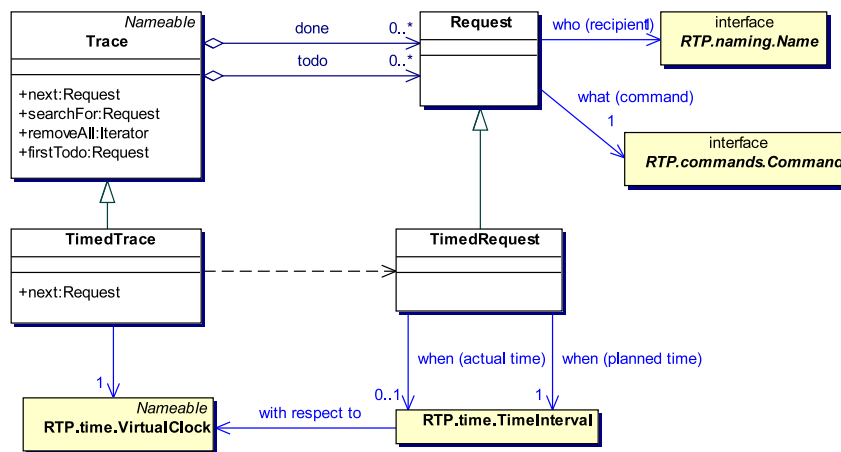 Nameable
Trace
+next:Request
+searchFor:Request
+removeAll:Iterator
+firstTodo:Request
done
0..*
todo
0..*
Request
who (recipient)
1
interface
RTP.naming.Name
what (command)
1
interface
RTP.commands.Command
TimedTrace
+next:Request
TimedRequest
when (actual time)
0..1
when (planned time)
1
1
Nameable
RTP.time.VirtualClock
with respect to
RTP.time.TimeInterval